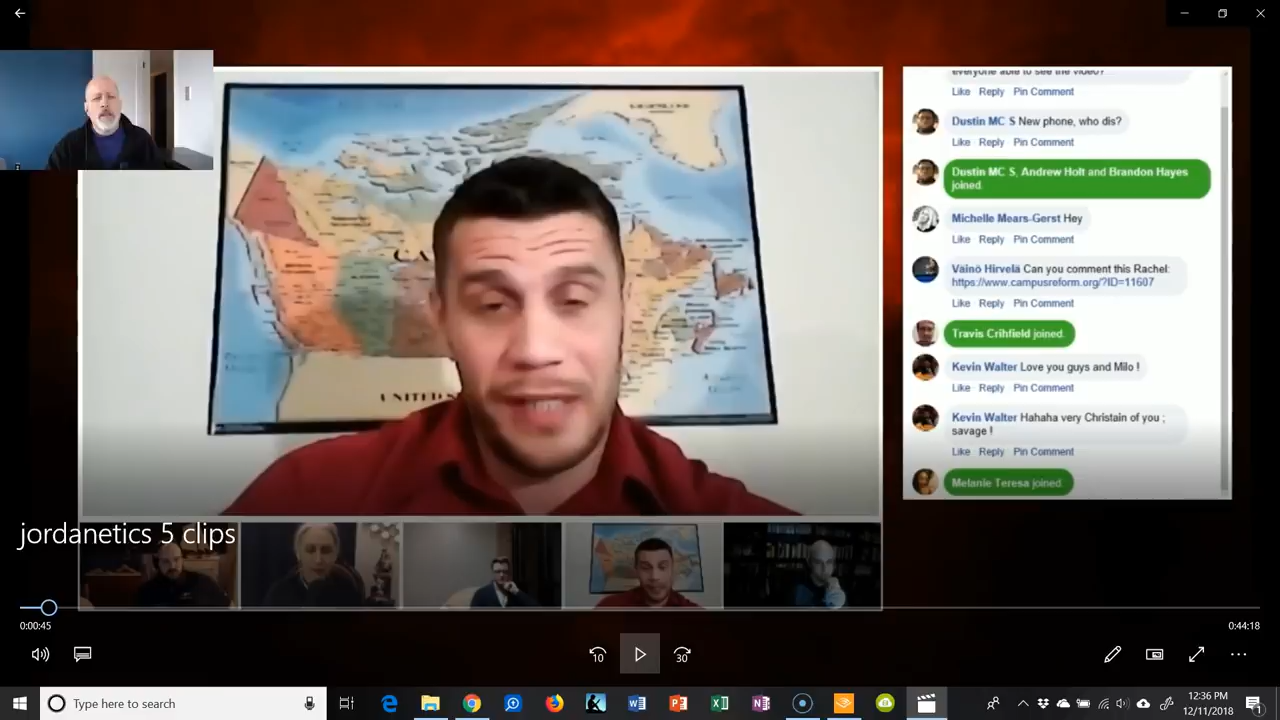 everyone able to see the video?
Like Reply Pin Comment
Dustin MC S New phone, who dis?
Like Reply Pin Comment
Dustin MC S, Andrew Holt and Brandon Hayes
joined.
Michelle Mears-Gerst Hey
Like Reply Pin Comment
Väinö Hirvelä Can you comment this Rachel:
https://www.campusreform.org/?ID=11607
Like Reply Pin Comment
Travis Crihfield joined.
Kevin Walter Love you guys and Milo !
Like Reply Pin Comment
Kevin Walter Hahaha very Christain of you ;
savage !
Like Reply Pin Comment
Melanie Teresa joined.
jordanetics 5 clips
0:00:45
0:44:18
10
30
Type here to search
12:36 PM
12/11/2018